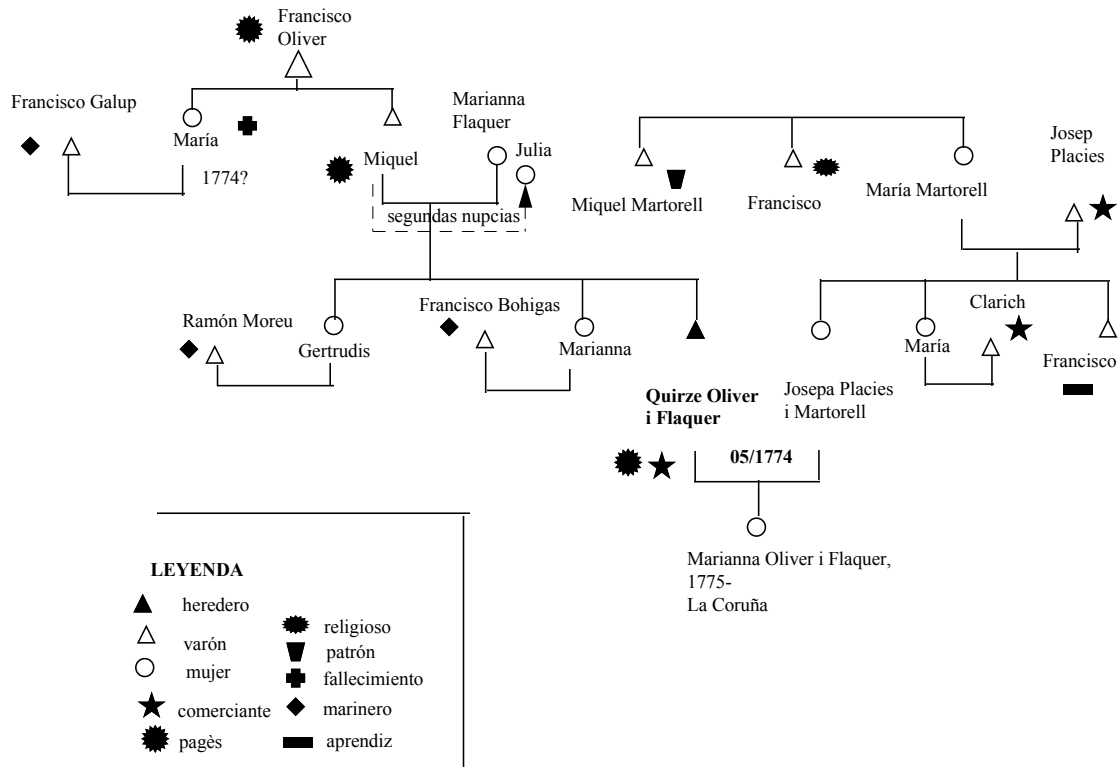 Francisco
Oliver
Francisco Galup
María
1774?
Miquel
Marianna
Flaquer
Julia
segundas nupcias
Miquel Martorell
Francisco
María Martorell
Josep
Placies
Ramón Moreu
Gertrudis
Francisco Bohigas
Marianna
Quirze Oliver
i Flaquer
Josepa Placies
i Martorell
María
Clarich
Francisco
05/1774
Marianna Oliver i Flaquer,
1775-
La Coruña
LEYENDA
heredero
varón
mujer
comerciante
pagès
religioso
patrón
fallecimiento
marinero
aprendiz